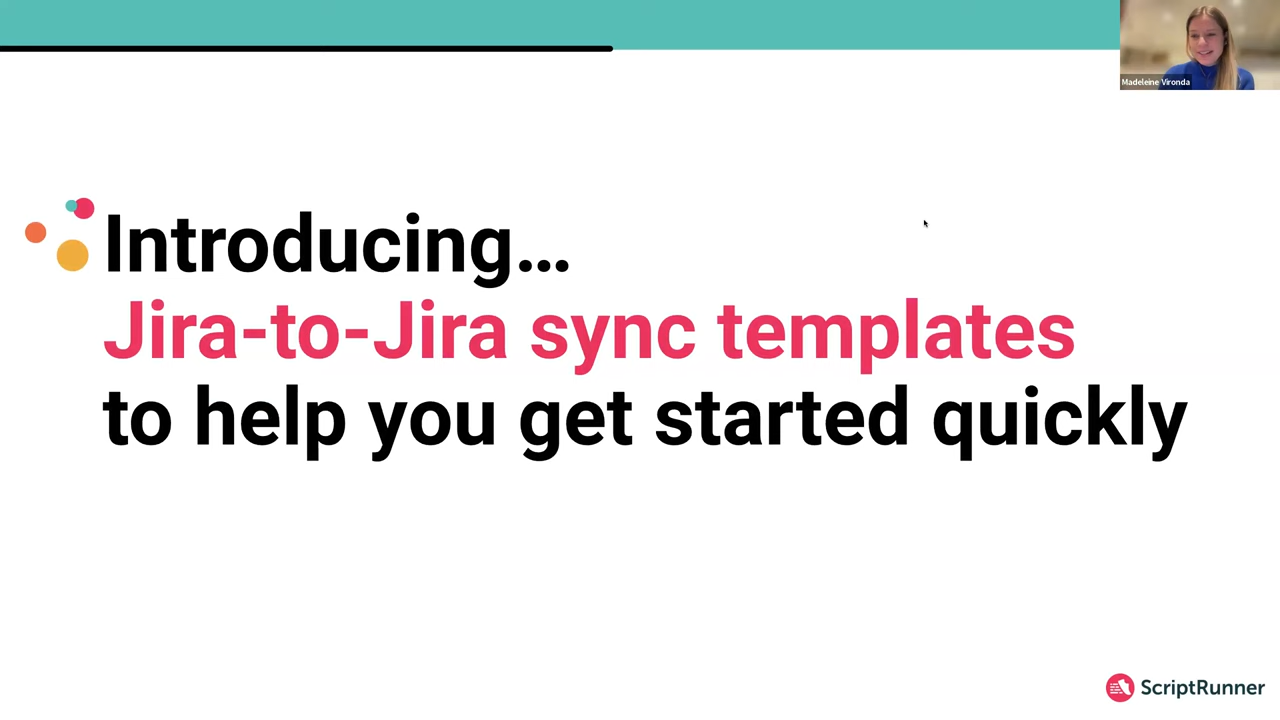 Madeleine Vironda
Introducing...
Jira-to-Jira sync templates
to help you get started quickly
ScriptRunner